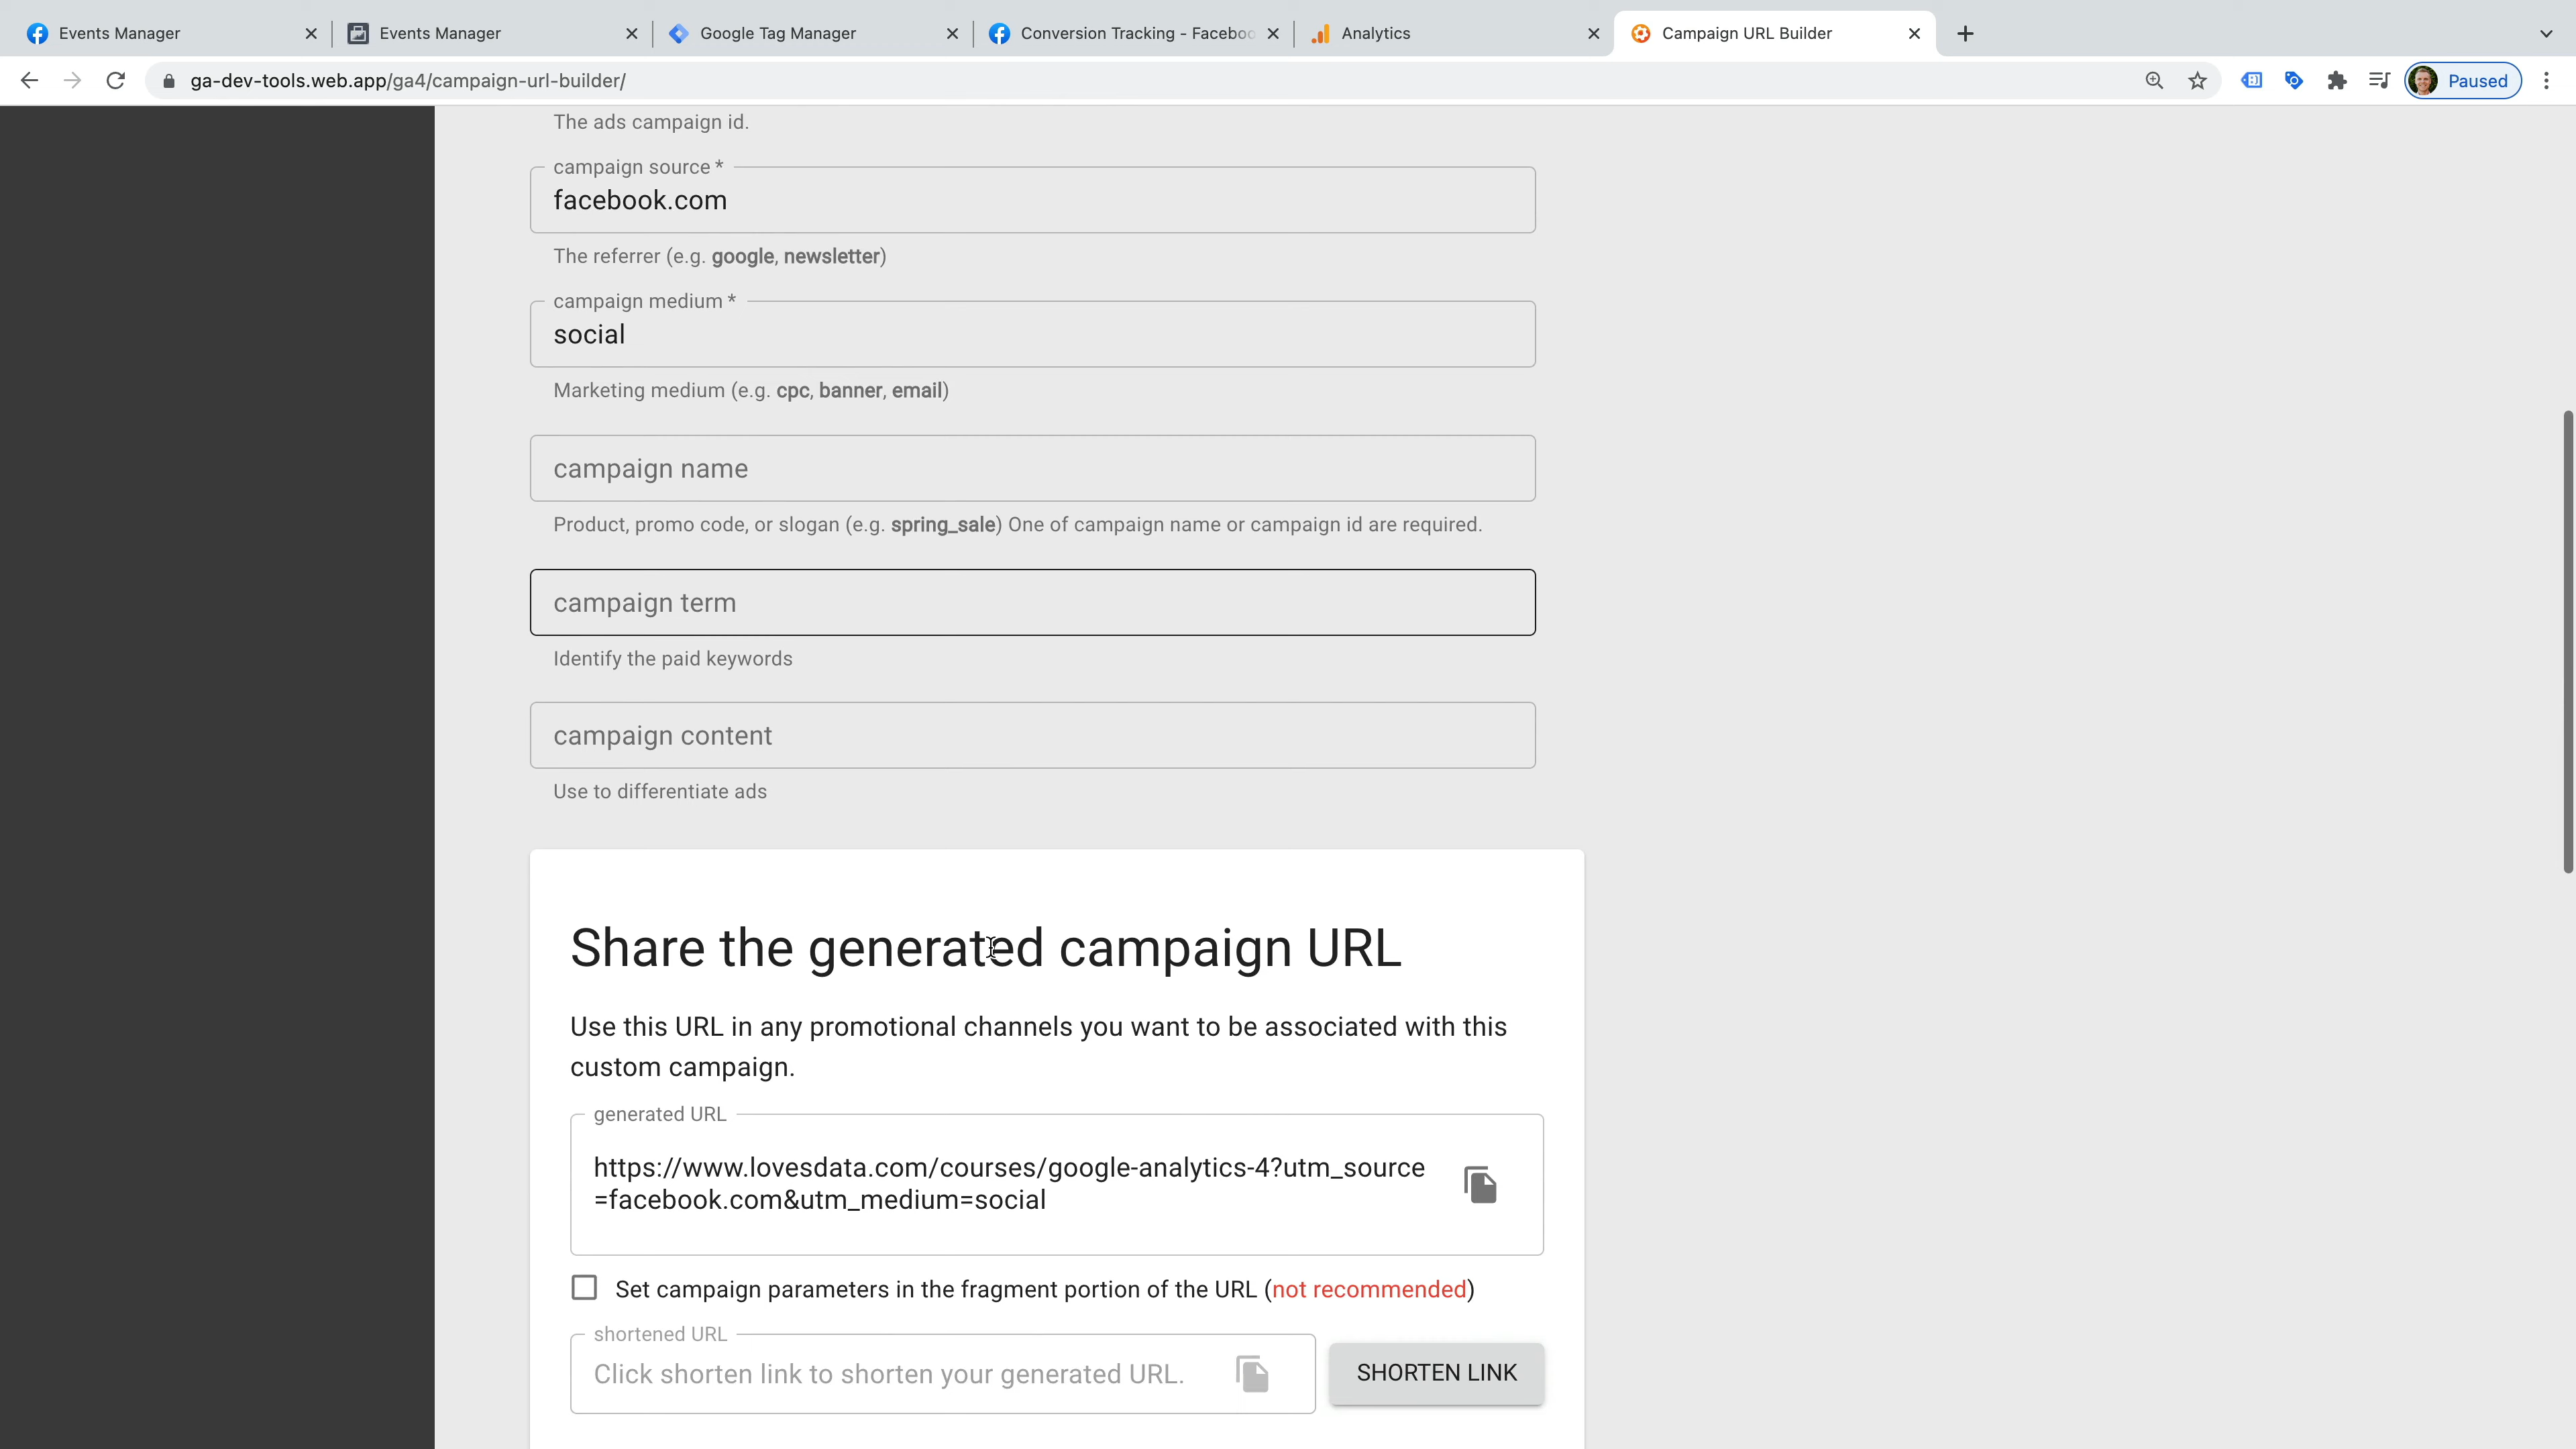 Events Manager
Events Manager
Google Tag Manager
Conversion Tracking - Faceboo
Analytics
Campaign URL Builder
ga-dev-tools.web.app/ga4/campaign-url-builder/
Paused
The ads campaign id.
campaign source *
facebook.com
The referrer (e.g. google, newsletter)
campaign medium *
social
Marketing medium (e.g. cpc, banner, email)
campaign name
Product, promo code, or slogan (e.g. spring_sale) One of campaign name or campaign id are required.
campaign term
Identify the paid keywords
campaign content
Use to differentiate ads
Share the generated campaign URL
Use this URL in any promotional channels you want to be associated with this
custom campaign.
generated URL
https://www.lovesdata.com/courses/google-analytics-4?utm_source
=facebook.com&utm_medium=social
Set campaign parameters in the fragment portion of the URL (not recommended)
shortened URL
Click shorten link to shorten your generated URL.
SHORTEN LINK